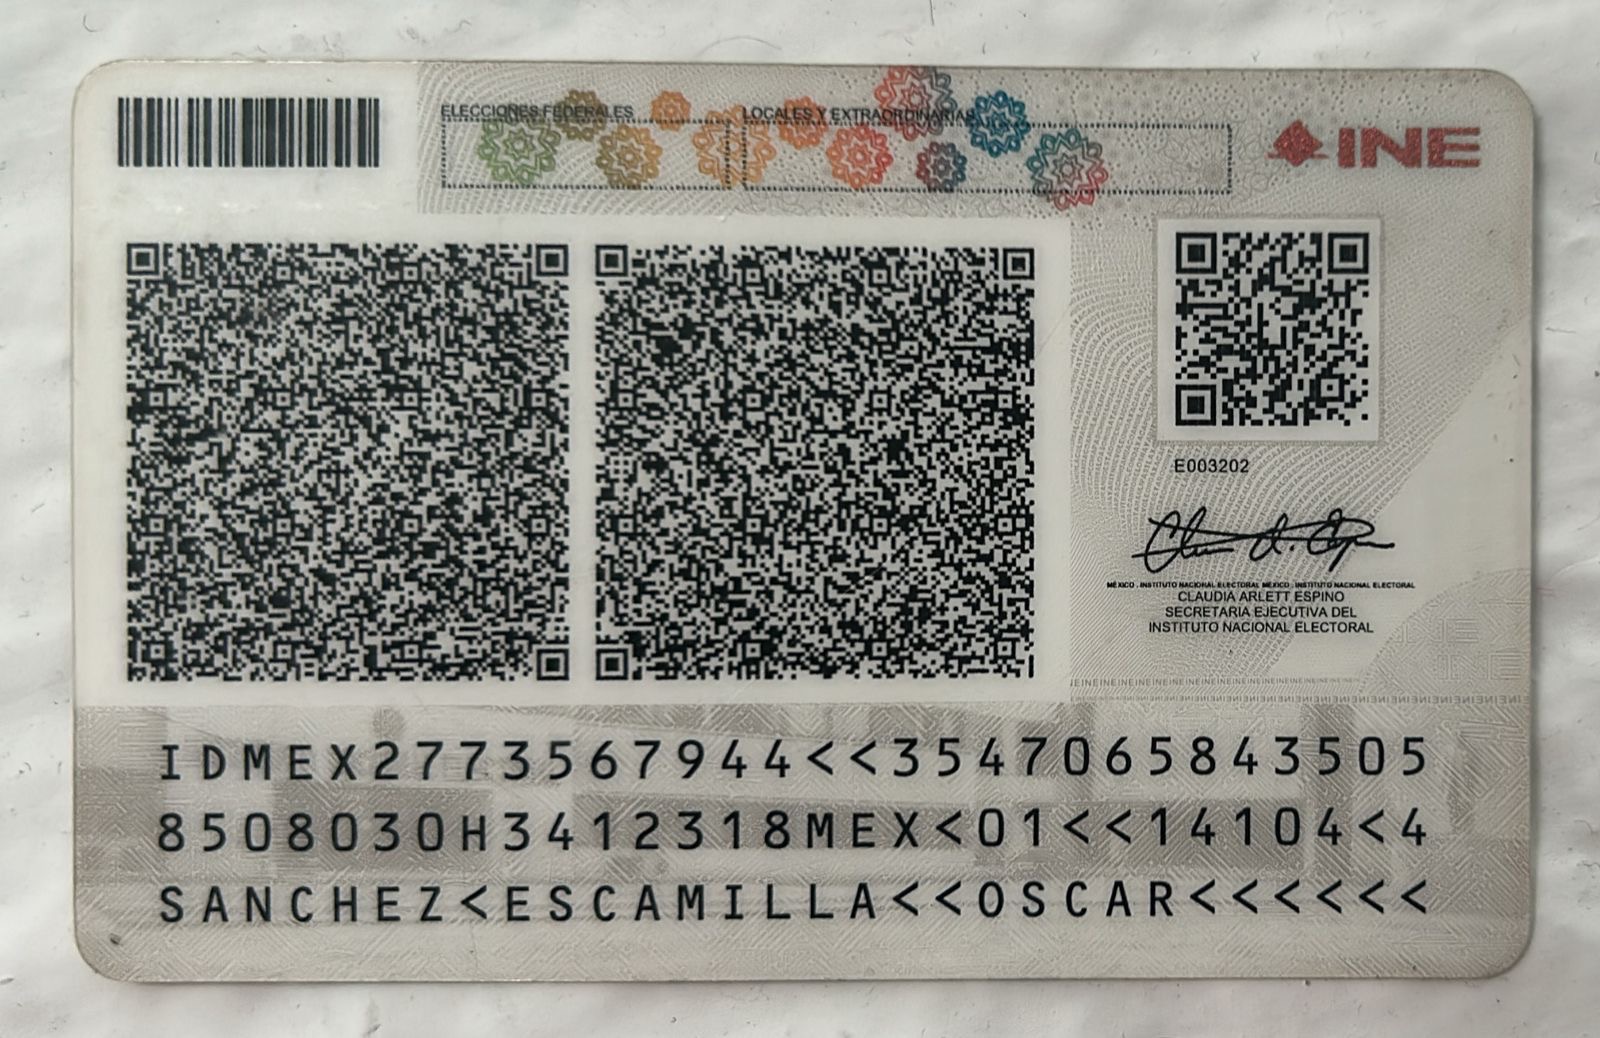 ELECCIONES FEDERALES
LOCALES Y EXTRAORDINARIAS
INE
E003202
MÉXICO . INSTITUTO NACIONAL ELECTORAL MÉXICO . INSTITUTO NACIONAL ELECTORAL
CLAUDIA ARLETT ESPINO
SECRETARIA EJECUTIVA DEL
INSTITUTO NACIONAL ELECTORAL
IDMEX2773567944<<3547065843505
8508030H3412318MEX<01<<14104<4
SANCHEZ<ESCAMILLA<<OSCAR<<<<<<